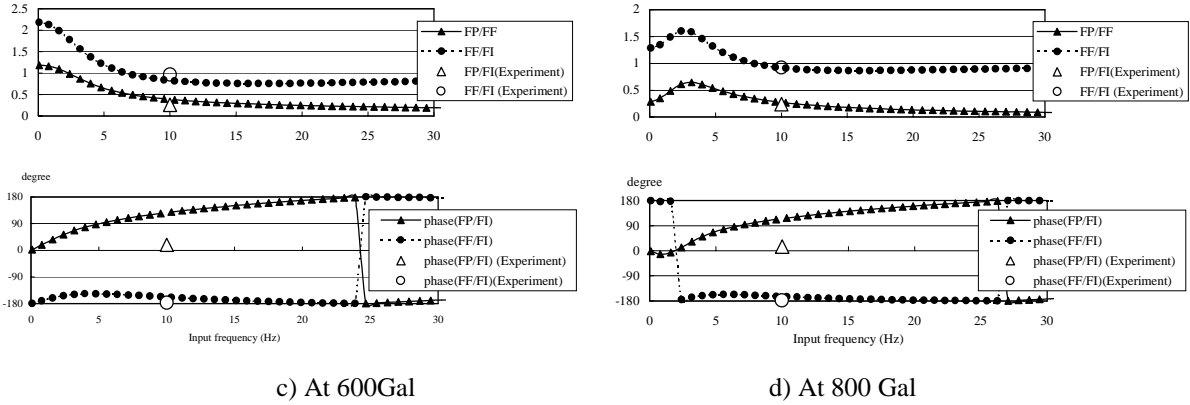 2.5
2
1.5
1
0.5
0
0 5 10 15 20 25 30
FP/FF
FF/FI
FP/FI(Experiment)
FF/FI (Experiment)
degree
180
90
0
-90
-180
0 5 10 15 20 25 30
Input frequency (Hz)
phase(FP/FI)
phase(FF/FI)
phase(FP/FI) (Experiment)
phase(FF/FI)(Experiment)
c) At 600Gal
2
1.5
1
0.5
0
0 5 10 15 20 25 30
FP/FF
FF/FI
FP/FI(Experiment)
FF/FI (Experiment)
degree
180
90
0
-90
-180
0 5 10 15 20 25 30
Input frequency (Hz)
phase(FP/FI)
phase(FF/FI)
phase(FP/FI) (Experiment)
phase(FF/FI)(Experiment)
d) At 800 Gal